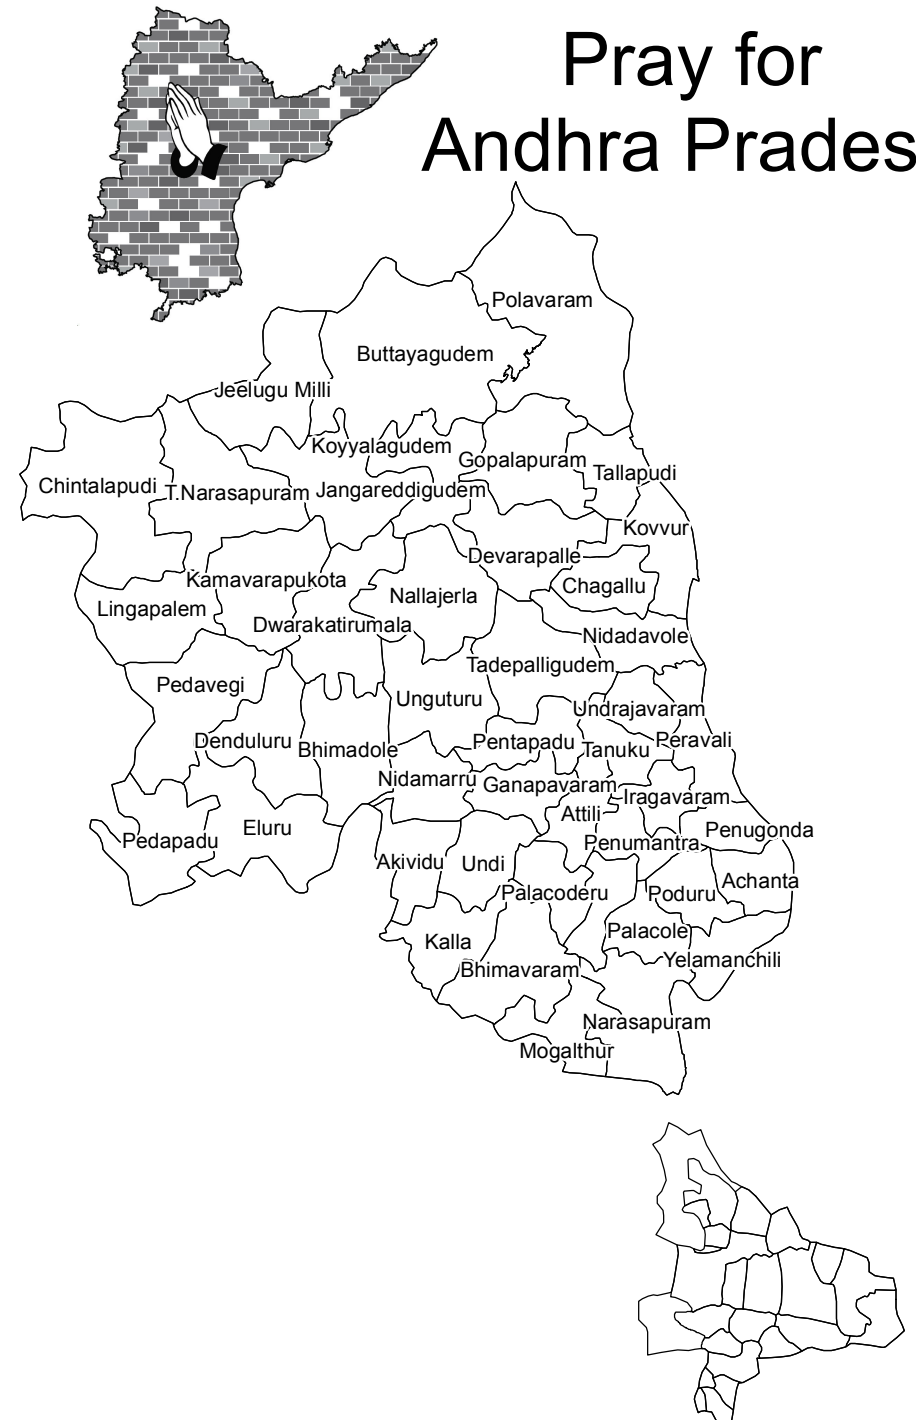 Pray for
Andhra Prades
Polavaram
Buttayagudem
Jeelugu Milli
Koyyalagudem
Gopalapuram
Tallapudi
Chintalapudi
T.Narasapuram
Jangareddigudem
Kovvur
Devarapalle
Kamavarapukota
Chagallu
Nallajerla
Lingapalem
Dwarakatirumala
Nidadavole
Tadepalligudem
Pedavegi
Unguturu
Undrajavaram
Denduluru
Bhimadole
Pentapadu
Tanuku
Peravali
Nidamarru
Ganapavaram
Iragavaram
Attili
Eluru
Pedapadu
Penumantra
Penugonda
Akividu
Undi
Palacoderu
Poduru
Achanta
Palacole
Kalla
Yelamanchili
Bhimavaram
Narasapuram
Mogalthur